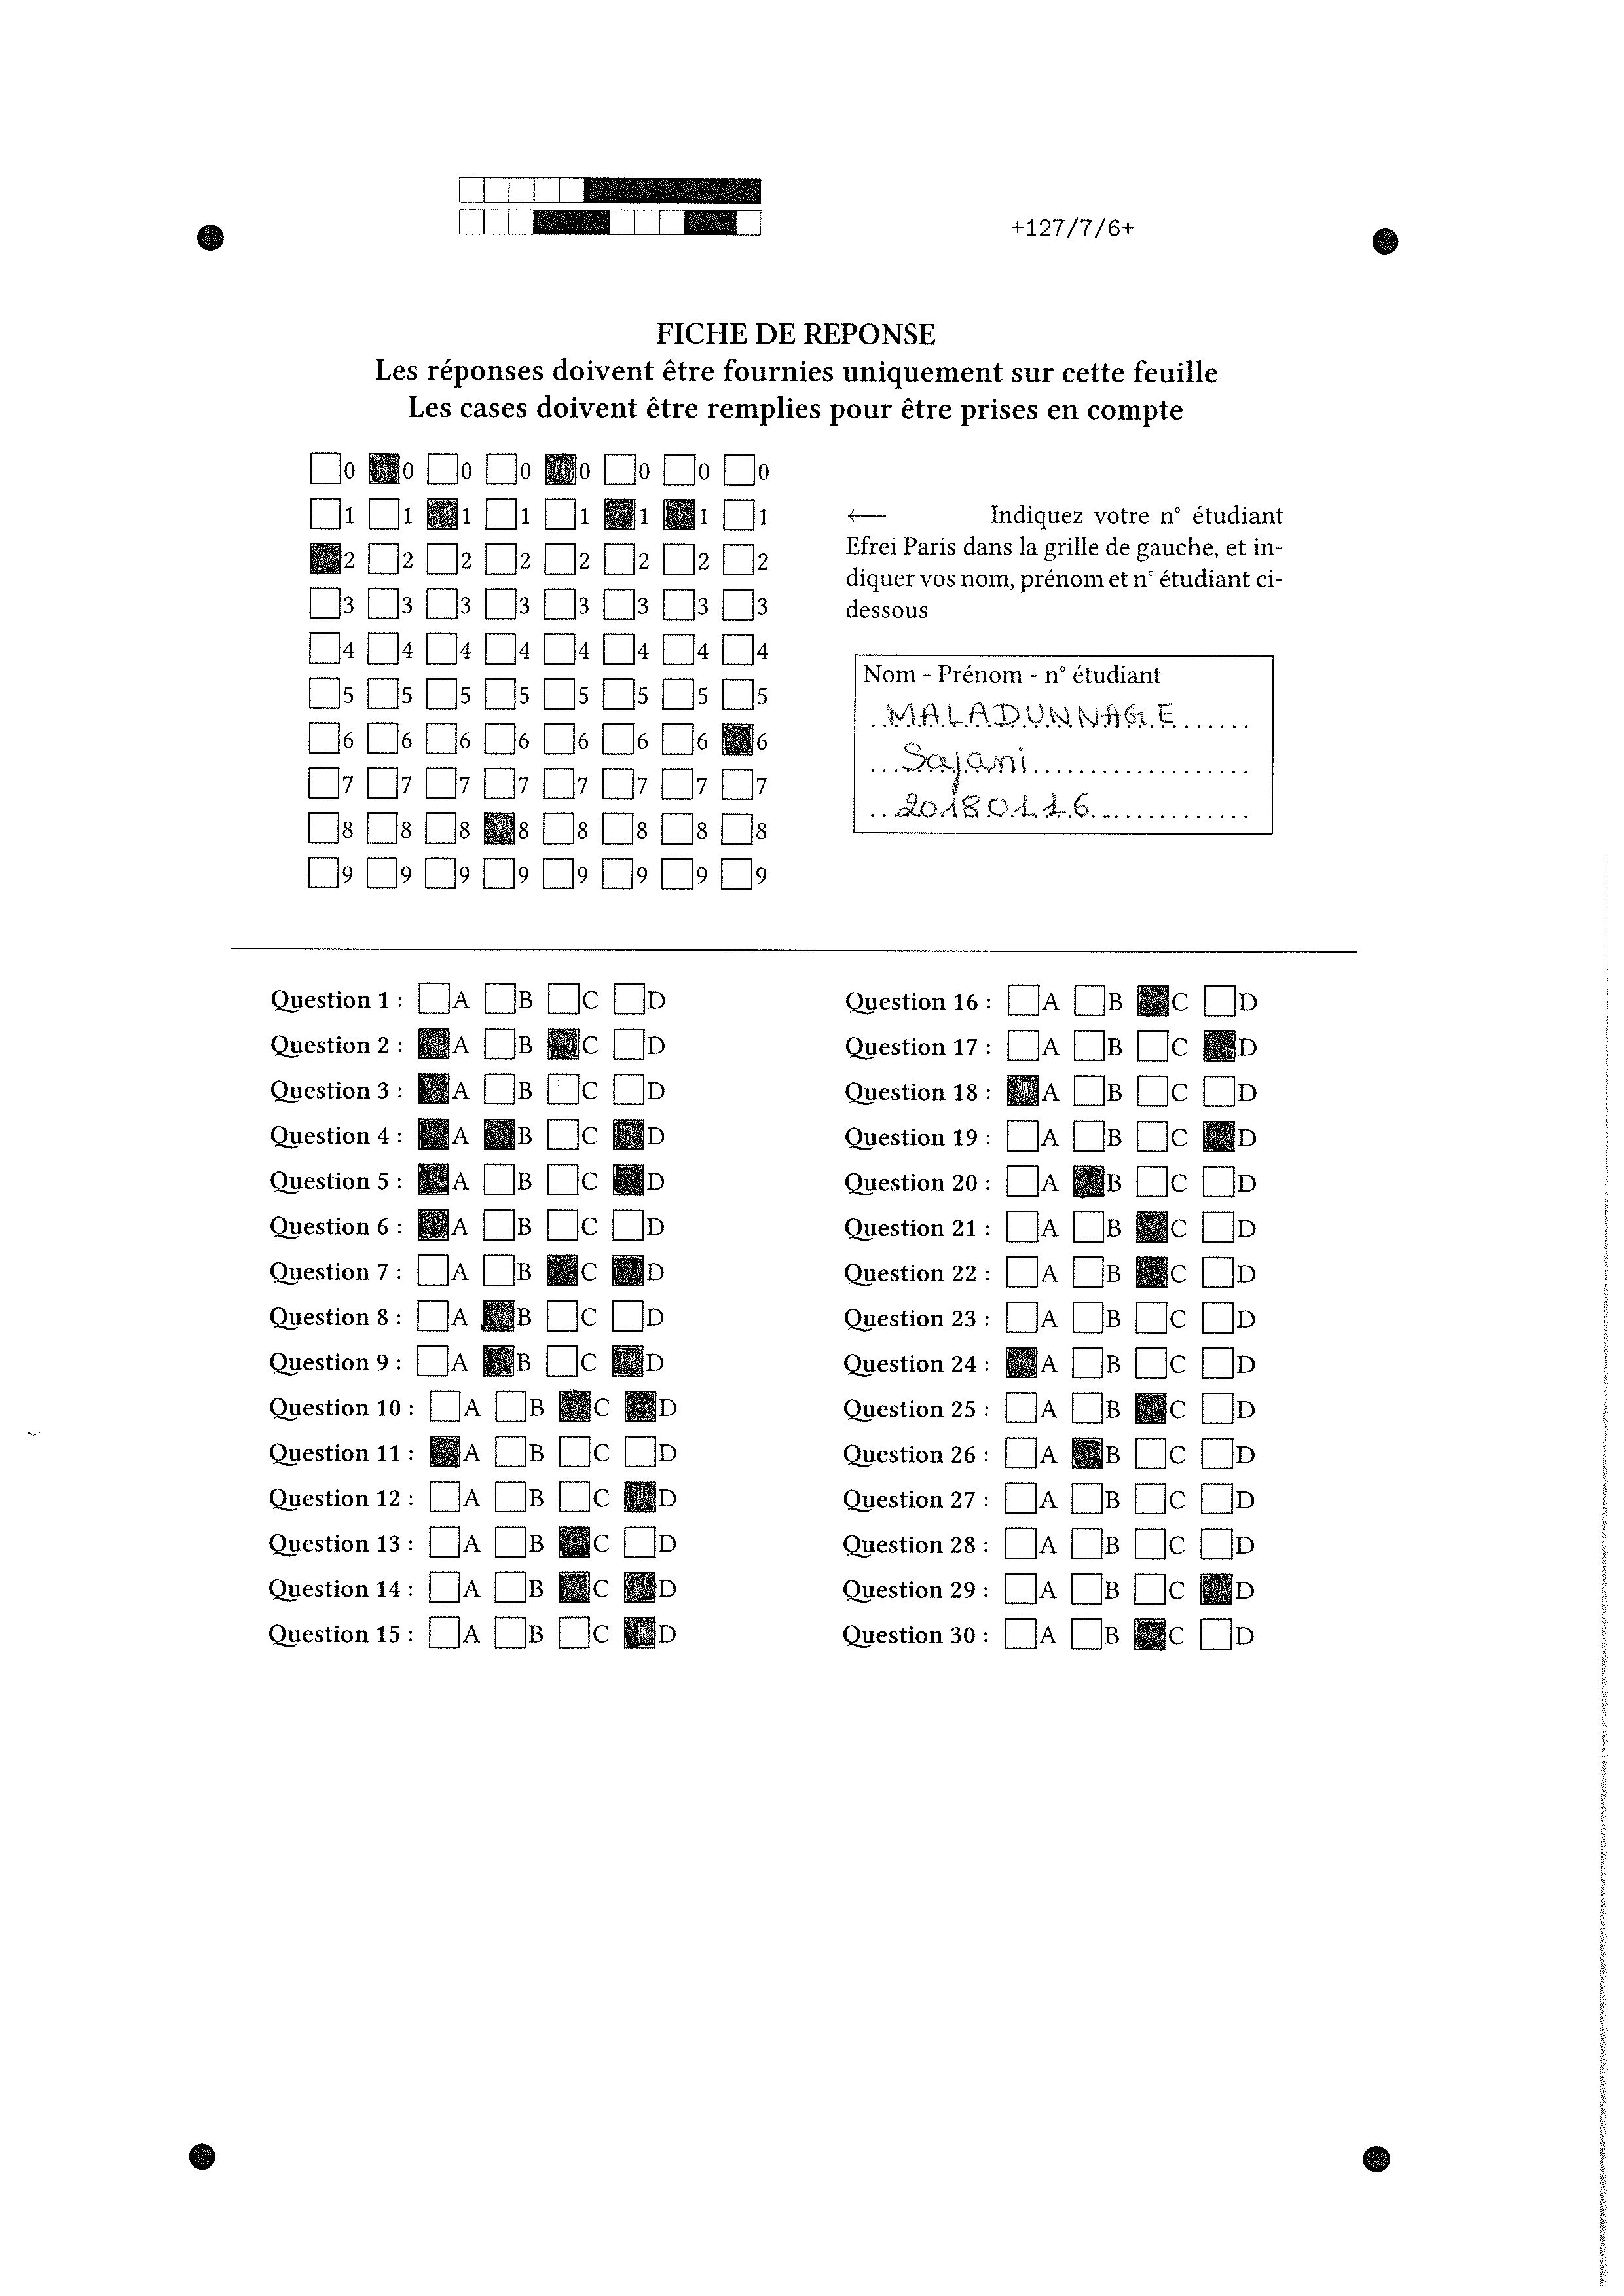 +127/7/6+
FICHE DE REPONSE
Les réponses doivent être fournies uniquement sur cette feuille
Les cases doivent être remplies pour être prises en compte
0 0 0 0 0 0 0 0
1 1 1 1 1 1 1 1
2 2 2 2 2 2 2 2
3 3 3 3 3 3 3 3
4 4 4 4 4 4 4 4
5 5 5 5 5 5 5 5
6 6 6 6 6 6 6 6
7 7 7 7 7 7 7 7
8 8 8 8 8 8 8 8
9 9 9 9 9 9 9 9
← Indiquez votre n° étudiant
Efrei Paris dans la grille de gauche, et in-
diquer vos nom, prénom et n° étudiant ci-
dessous
Nom - Prénom - n° étudiant
MALADUNNAGE
Sajani
20180116
Question 1 : A B C D
Question 2 : A B C D
Question 3 : A B C D
Question 4 : A B C D
Question 5 : A B C D
Question 6 : A B C D
Question 7 : A B C D
Question 8 : A B C D
Question 9 : A B C D
Question 10 : A B C D
Question 11 : A B C D
Question 12 : A B C D
Question 13 : A B C D
Question 14 : A B C D
Question 15 : A B C D
Question 16 : A B C D
Question 17 : A B C D
Question 18 : A B C D
Question 19 : A B C D
Question 20 : A B C D
Question 21 : A B C D
Question 22 : A B C D
Question 23 : A B C D
Question 24 : A B C D
Question 25 : A B C D
Question 26 : A B C D
Question 27 : A B C D
Question 28 : A B C D
Question 29 : A B C D
Question 30 : A B C D